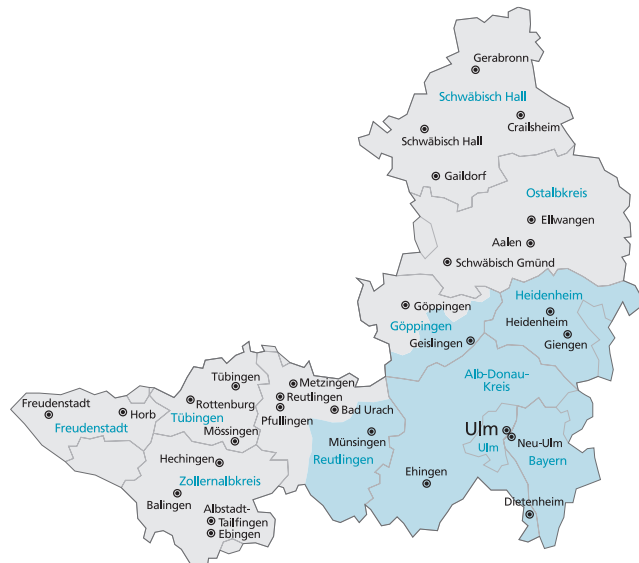 Gerabronn
Schwäbisch Hall
Crailsheim
Schwäbisch Hall
Gaildorf
Ostalbkreis
Ellwangen
Aalen
Schwäbisch Gmünd
Heidenheim
Göppingen
Heidenheim
Göppingen
Geislingen
Giengen
Alb-Donau-
Kreis
Tübingen
Metzingen
Reutlingen
Freudenstadt
Rottenburg
Horb
Tübingen
Pfullingen
Bad Urach
Freudenstadt
Mössingen
Münsingen
Ulm
Neu-Ulm
Ulm
Hechingen
Reutlingen
Bayern
Zollernalbkreis
Ehingen
Balingen
Albstadt-
Tailfingen
Ebingen
Dietenheim